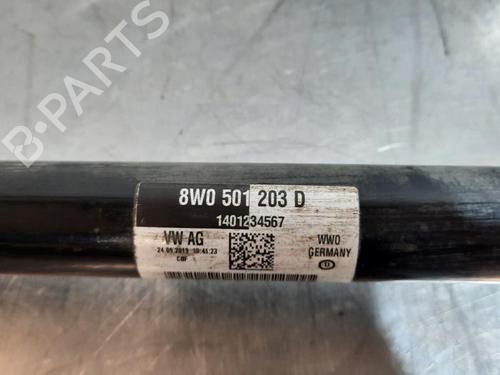 B-PARTS
8W0 501 203 D
1401234567
VW AG
WWO
GERMANY